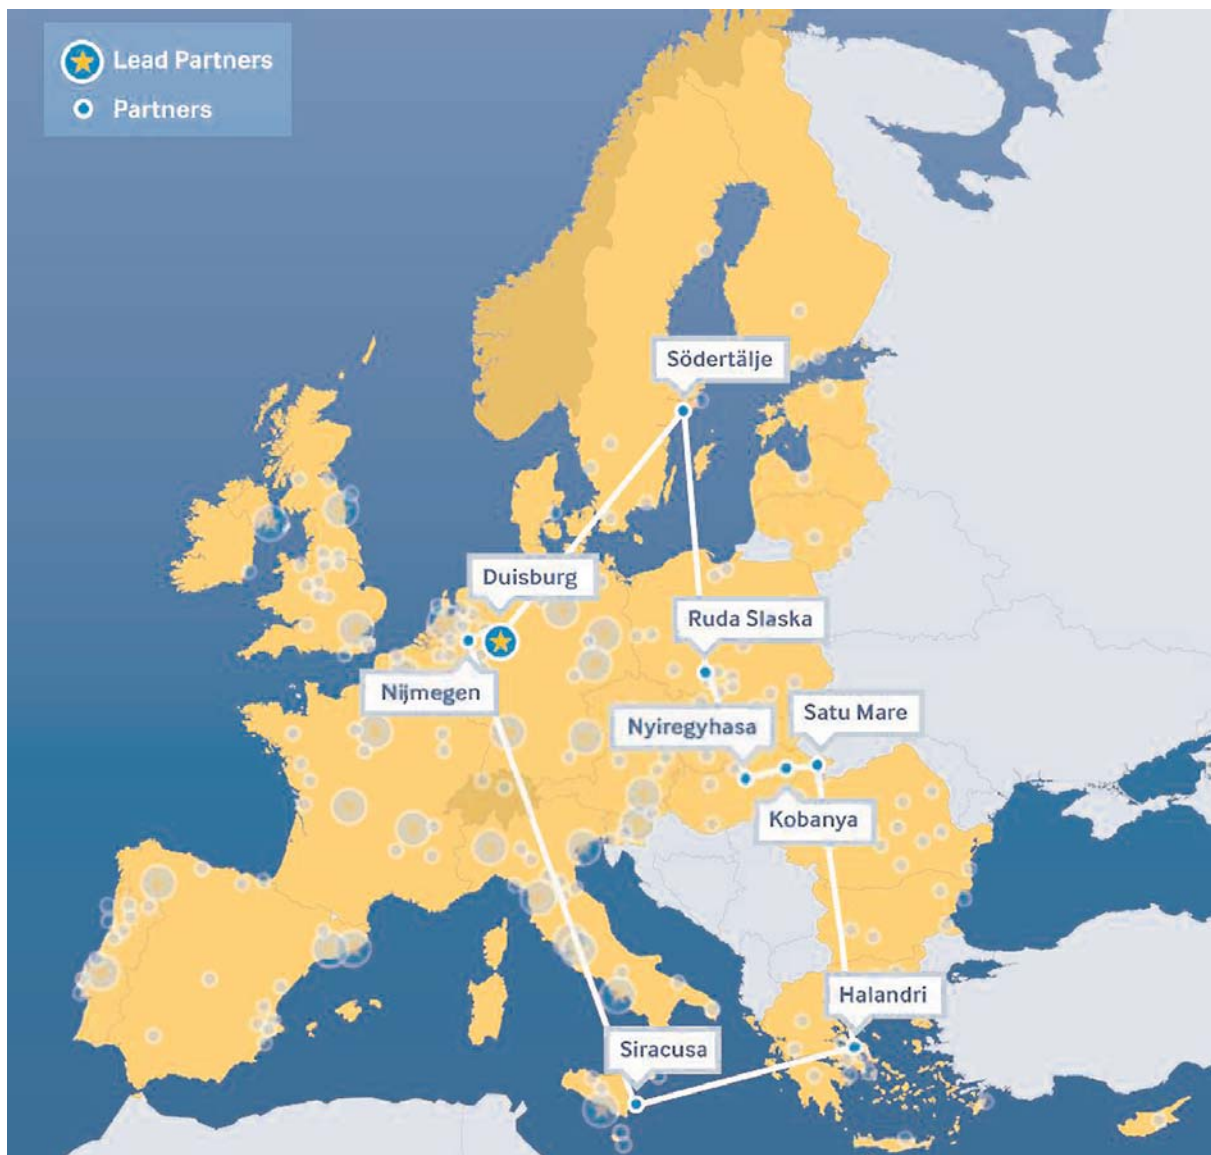 Lead Partners
Partners
Södertälje
Duisburg
Ruda Slaska
Nijmegen
Satu Mare
Nyiregyhasa
Kobanya
Halandri
Siracusa